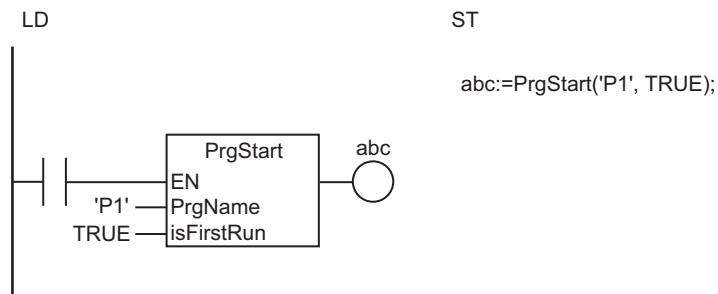 LD
ST
abc:=PrgStart('P1', TRUE);
PrgStart
abc
EN
'P1' PrgName
TRUE isFirstRun